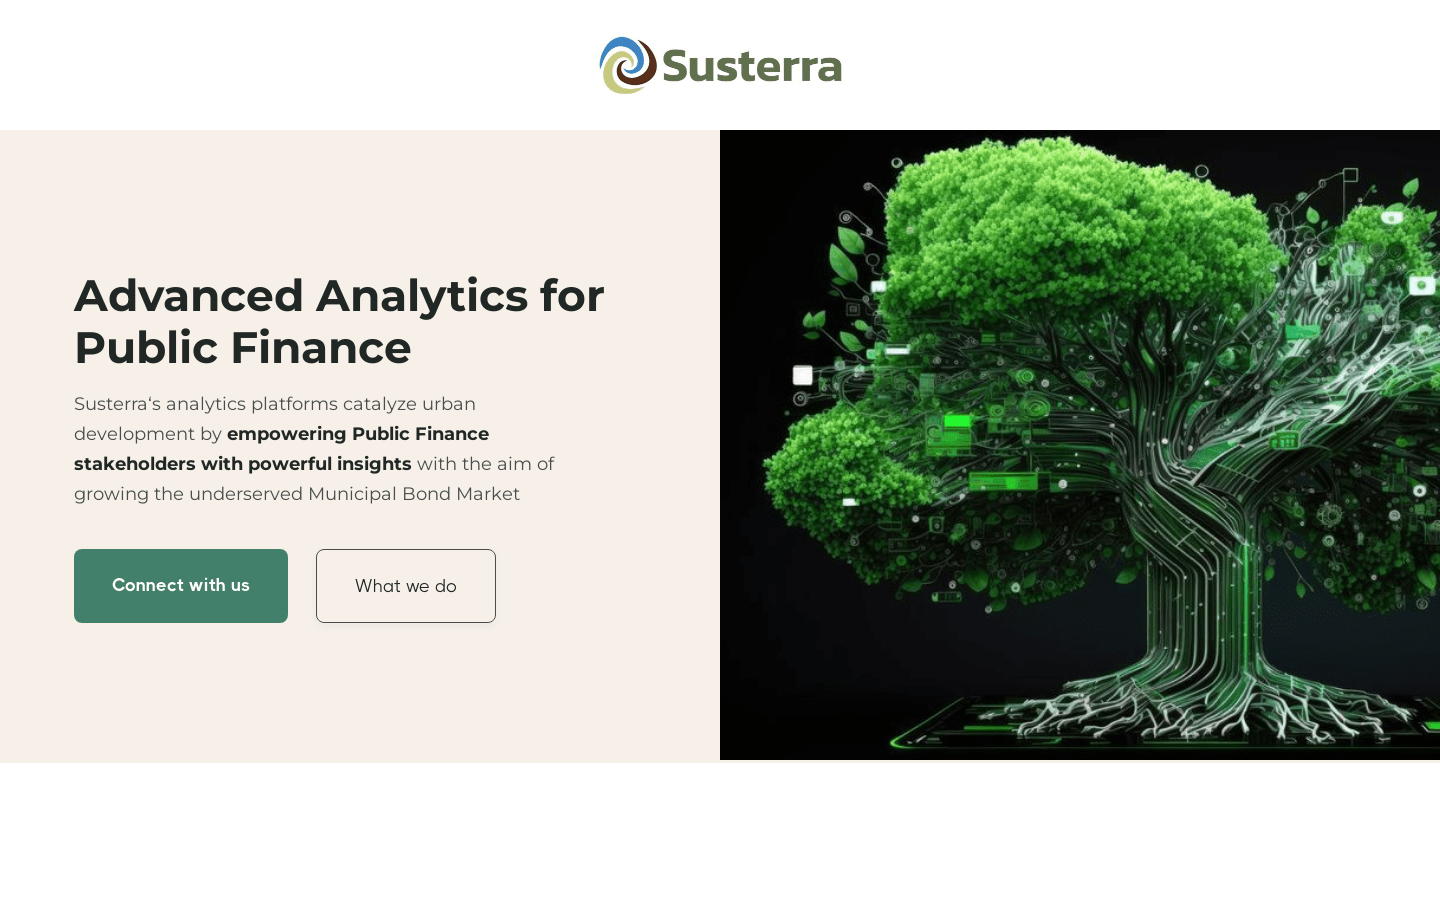 Susterra
Advanced Analytics for
Public Finance
Susterra‘s analytics platforms catalyze urban
development by empowering Public Finance
stakeholders with powerful insights with the aim of
growing the underserved Municipal Bond Market
Connect with us
What we do